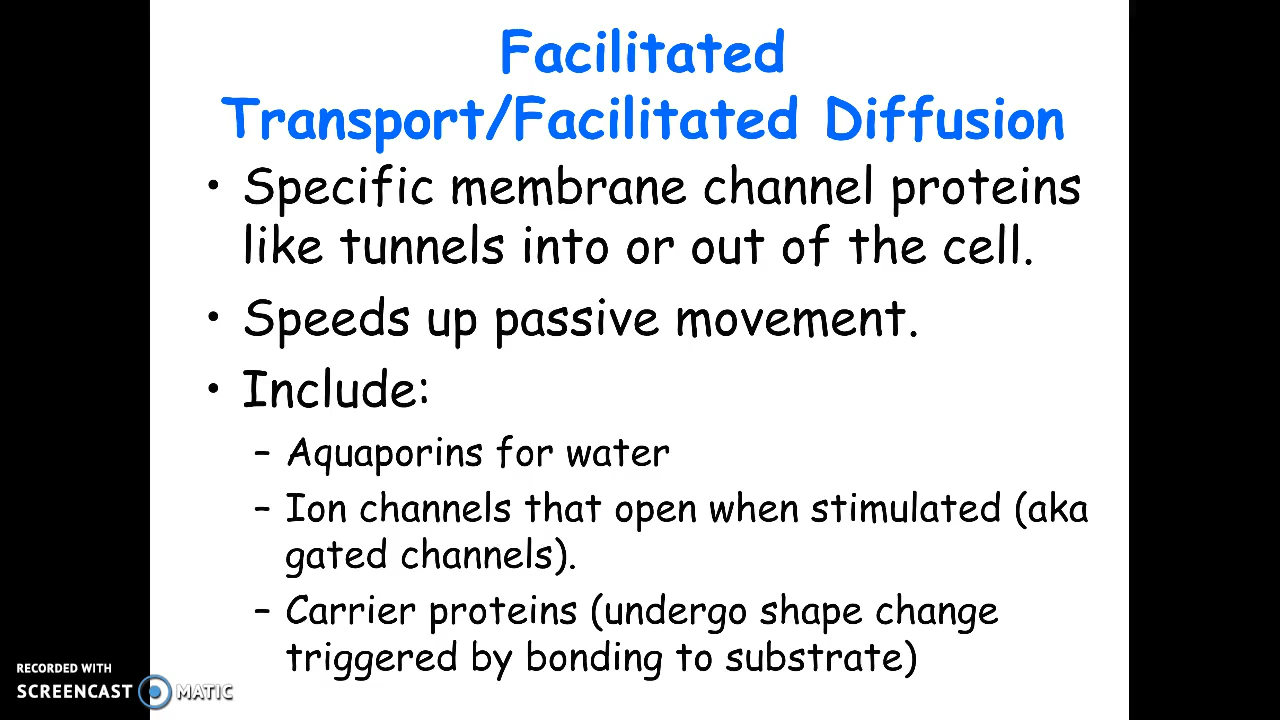 Facilitated
Transport/Facilitated Diffusion
• Specific membrane channel proteins
like tunnels into or out of the cell.
• Speeds up passive movement.
• Include:
– Aquaporins for water
– Ion channels that open when stimulated (aka
gated channels).
– Carrier proteins (undergo shape change
triggered by bonding to substrate)
RECORDED WITH
SCREENCAST MATIC